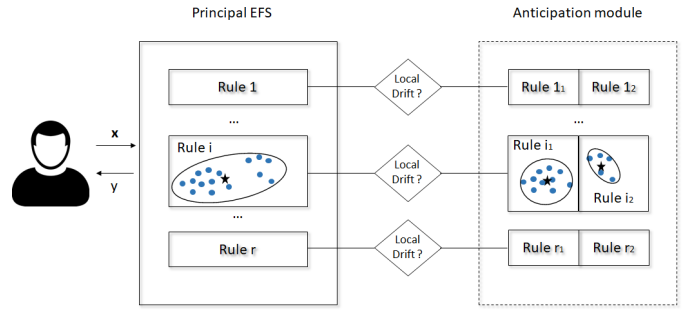 Principal EFS
Anticipation module
Rule 1
Local
Drift ?
Rule 1₁
Rule 1₂
...
...
x
y
Rule i
Local
Drift ?
Rule i₁
Rule i₂
...
Rule r
Local
Drift ?
Rule r₁
Rule r₂